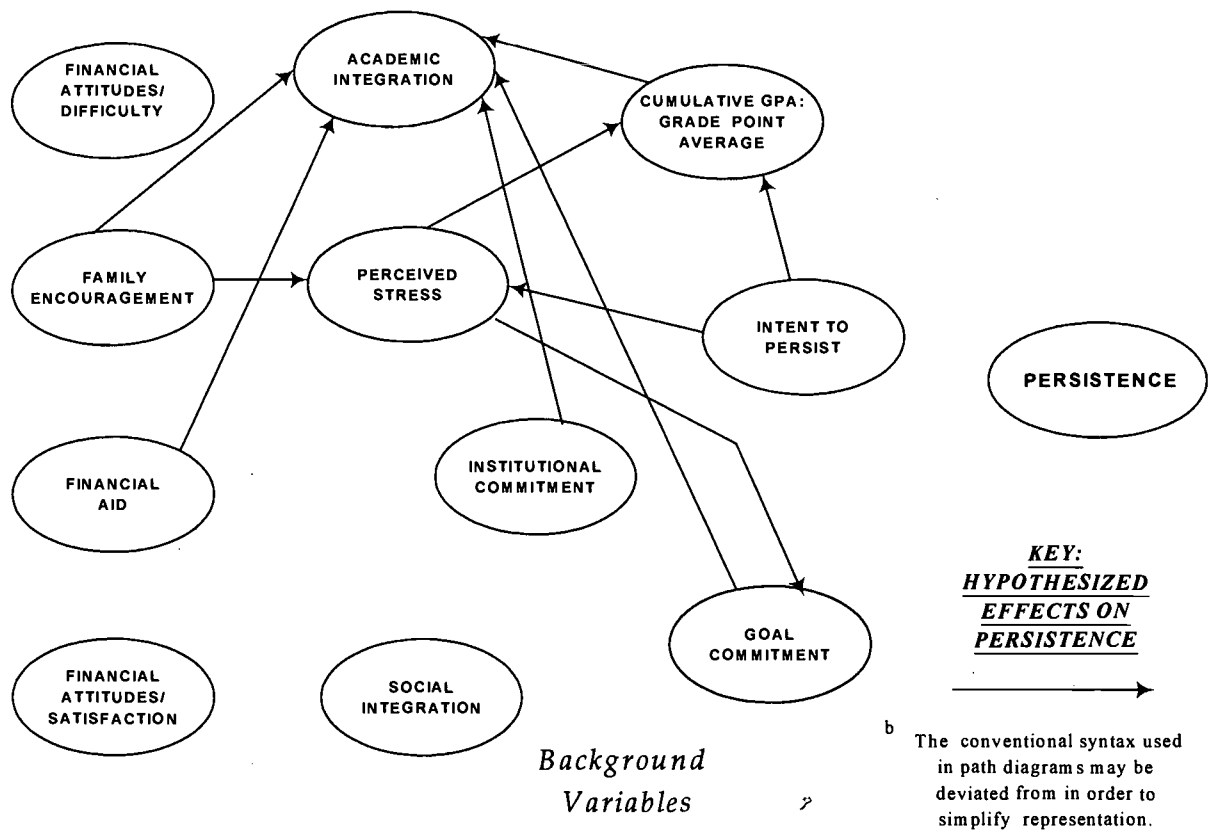 FINANCIAL
ATTITUDES/
DIFFICULTY
ACADEMIC
INTEGRATION
CUMULATIVE GPA:
GRADE POINT
AVERAGE
FAMILY
ENCOURAGEMENT
PERCEIVED
STRESS
INTENT TO
PERSIST
PERSISTENCE
FINANCIAL
AID
INSTITUTIONAL
COMMITMENT
GOAL
COMMITMENT
FINANCIAL
ATTITUDES/
SATISFACTION
SOCIAL
INTEGRATION
Background
Variables
KEY:
HYPOTHESIZED
EFFECTS ON
PERSISTENCE
b
The conventional syntax used
in path diagrams may be
deviated from in order to
simplify representation.